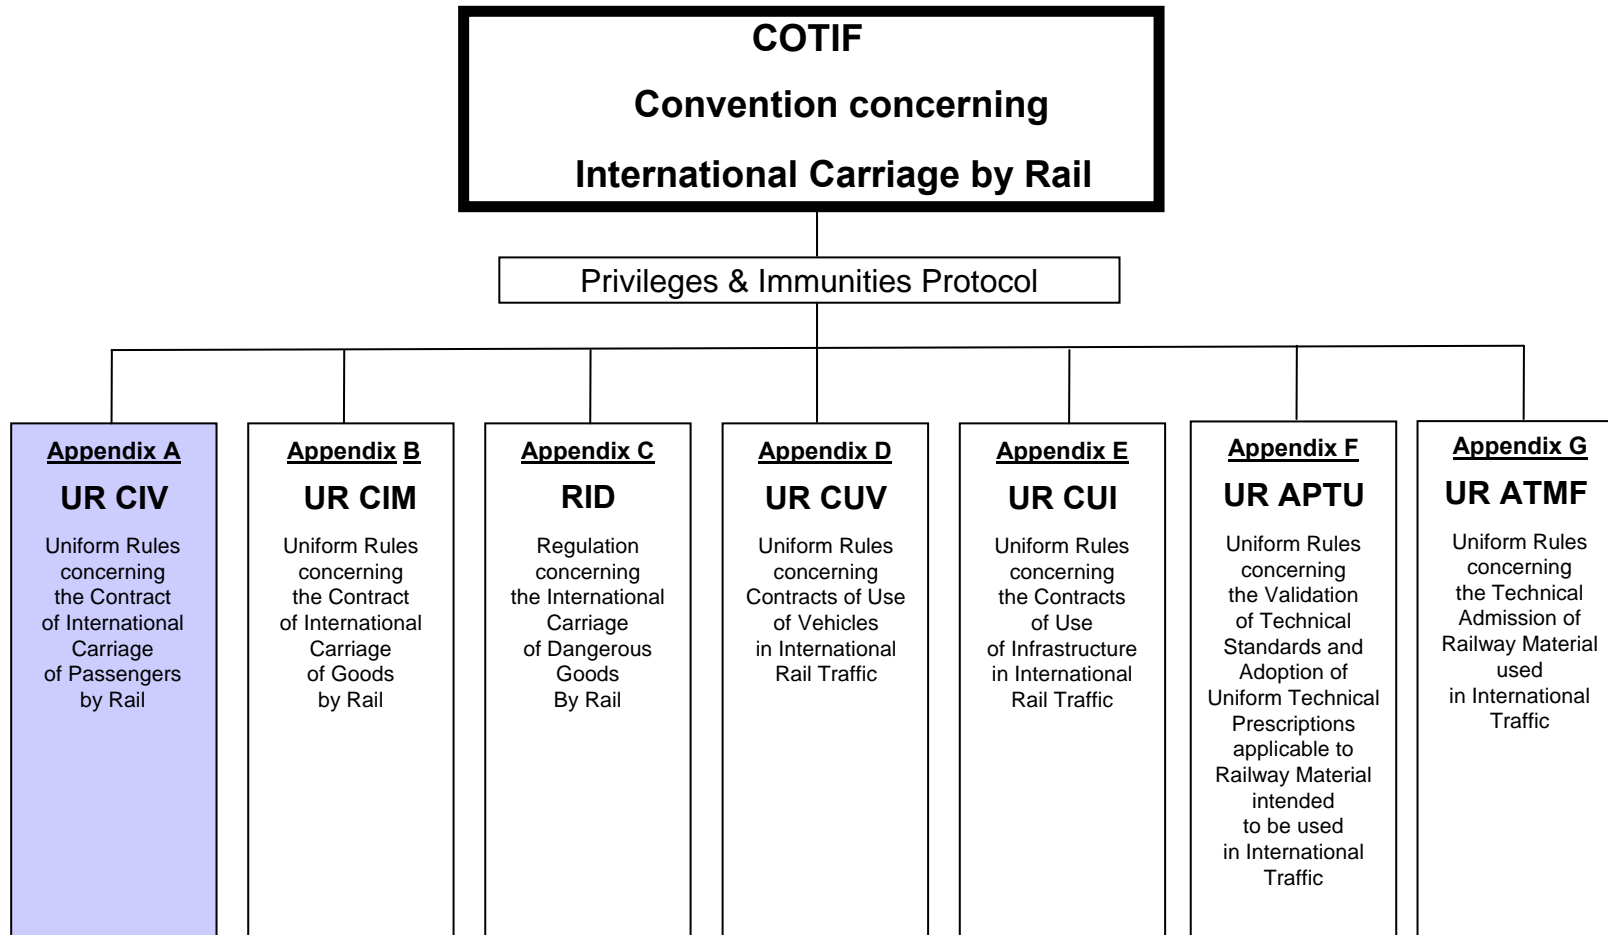 COTIF
Convention concerning
International Carriage by Rail
Privileges & Immunities Protocol
Appendix A
UR CIV
Uniform Rules
concerning
the Contract
of International
Carriage
of Passengers
by Rail
Appendix B
UR CIM
Uniform Rules
concerning
the Contract
of International
Carriage
of Goods
by Rail
Appendix C
RID
Regulation
concerning
the International
Carriage
of Dangerous
Goods
By Rail
Appendix D
UR CUV
Uniform Rules
concerning
Contracts of Use
of Vehicles
in International
Rail Traffic
Appendix E
UR CUI
Uniform Rules
concerning
the Contracts
of Use
of Infrastructure
in International
Rail Traffic
Appendix F
UR APTU
Uniform Rules
concerning
the Validation
of Technical
Standards and
Adoption of
Uniform Technical
Prescriptions
applicable to
Railway Material
intended
to be used
in International
Traffic
Appendix G
UR ATMF
Uniform Rules
concerning
the Technical
Admission of
Railway Material
used
in International
Traffic